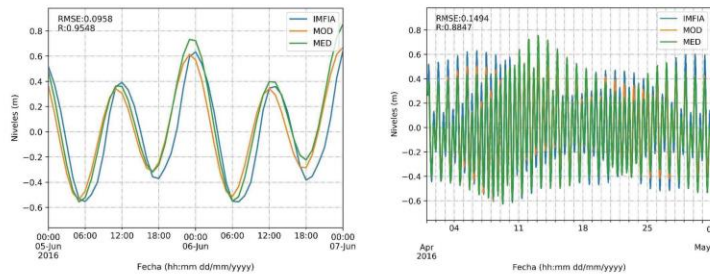 RMSE:0.0958
R:0.9548
IMFIA
MOD
MED
Niveles (m)
0.8
0.6
0.4
0.2
0.0
−0.2
−0.4
−0.6
00:00 06:00 12:00 18:00 00:00 06:00 12:00 18:00 00:00
05-Jun 06-Jun 07-Jun
2016
Fecha (hh:mm dd/mm/yyyy)
RMSE:0.1494
R:0.8847
IMFIA
MOD
MED
Niveles (m)
0.8
0.6
0.4
0.2
0.0
−0.2
−0.4
−0.6
04 11 18 25
Apr May
2016
Fecha (hh:mm dd/mm/yyyy)